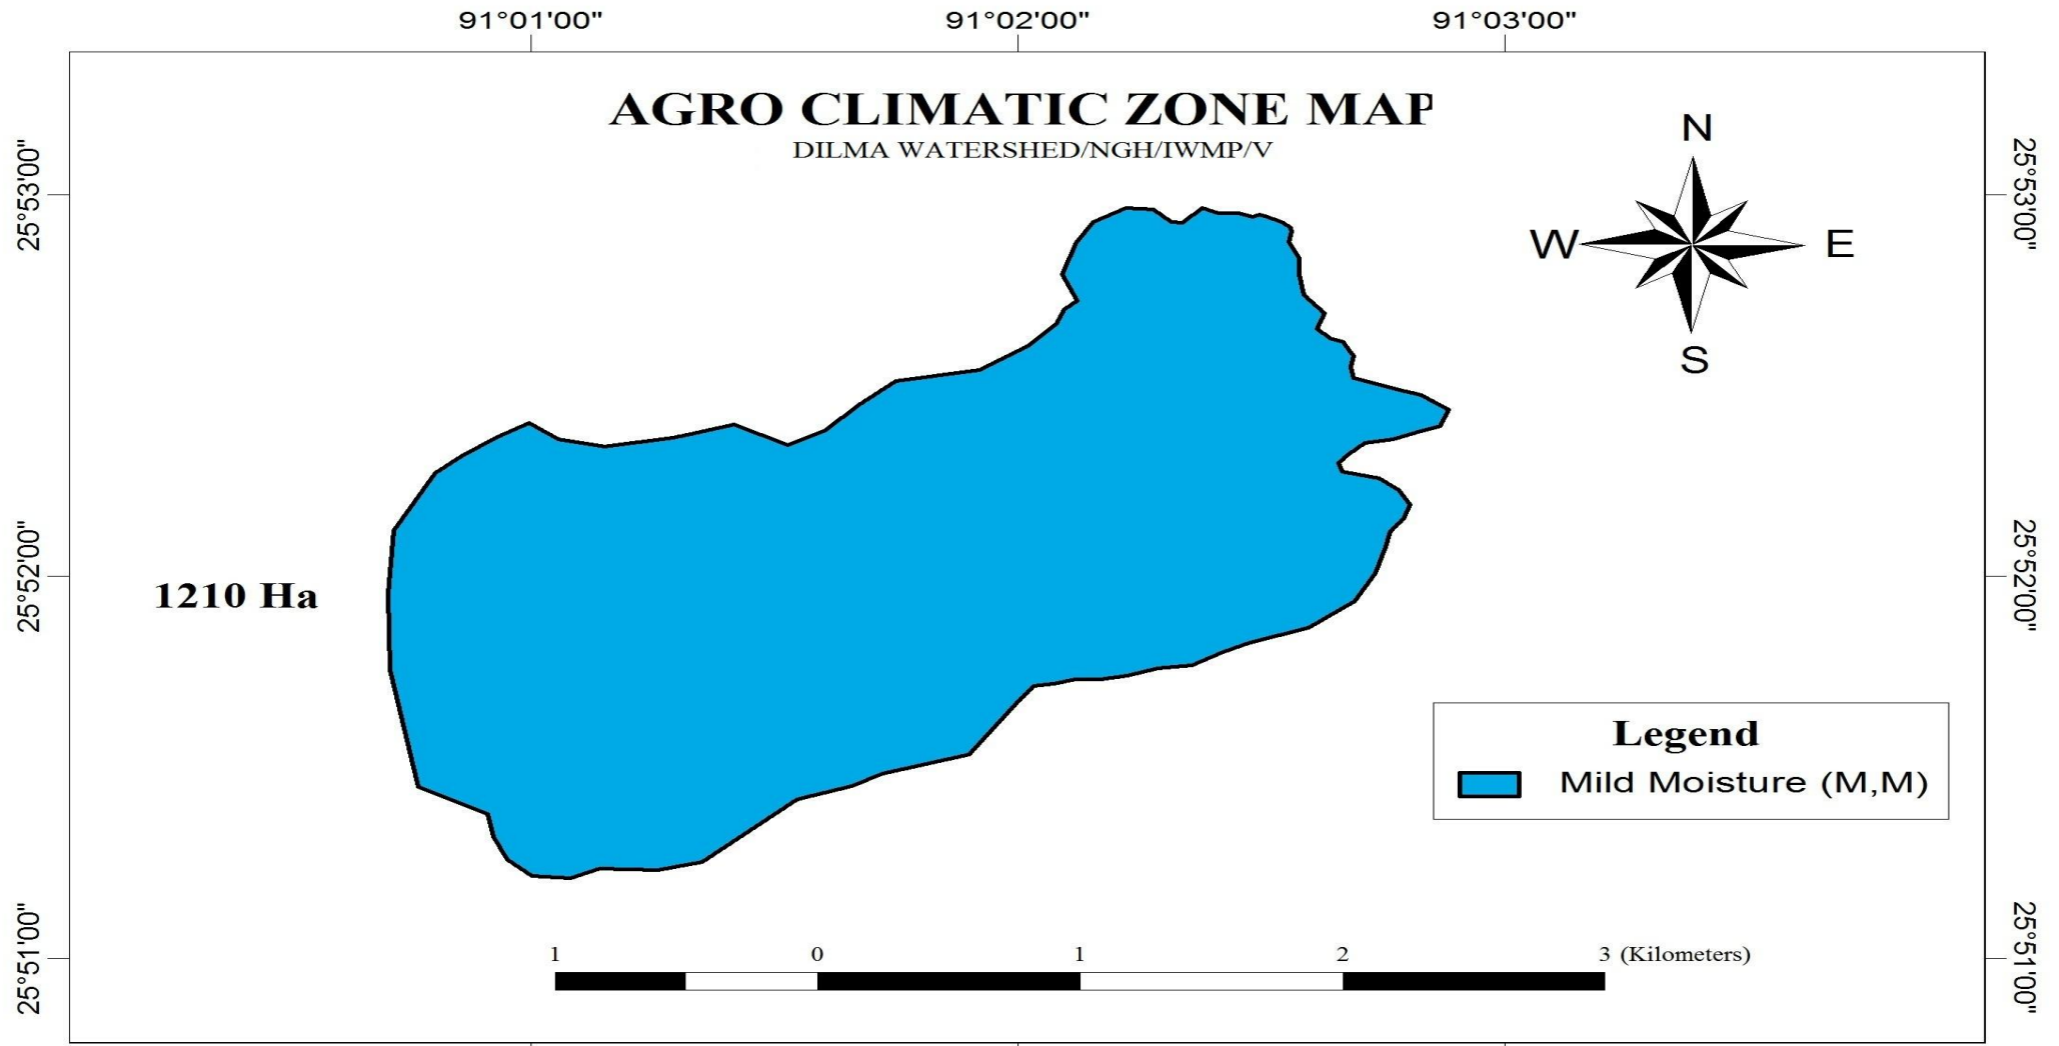 91°01'00" 91°02'00" 91°03'00"
AGRO CLIMATIC ZONE MAP
DILMA WATERSHED/NGH/IWMP/V
N
25°53'00" 25°53'00"
W E
S
25°52'00" 25°52'00"
1210 Ha
Legend
Mild Moisture (M,M)
25°51'00" 25°51'00"
1 0 1 2 3 (Kilometers)